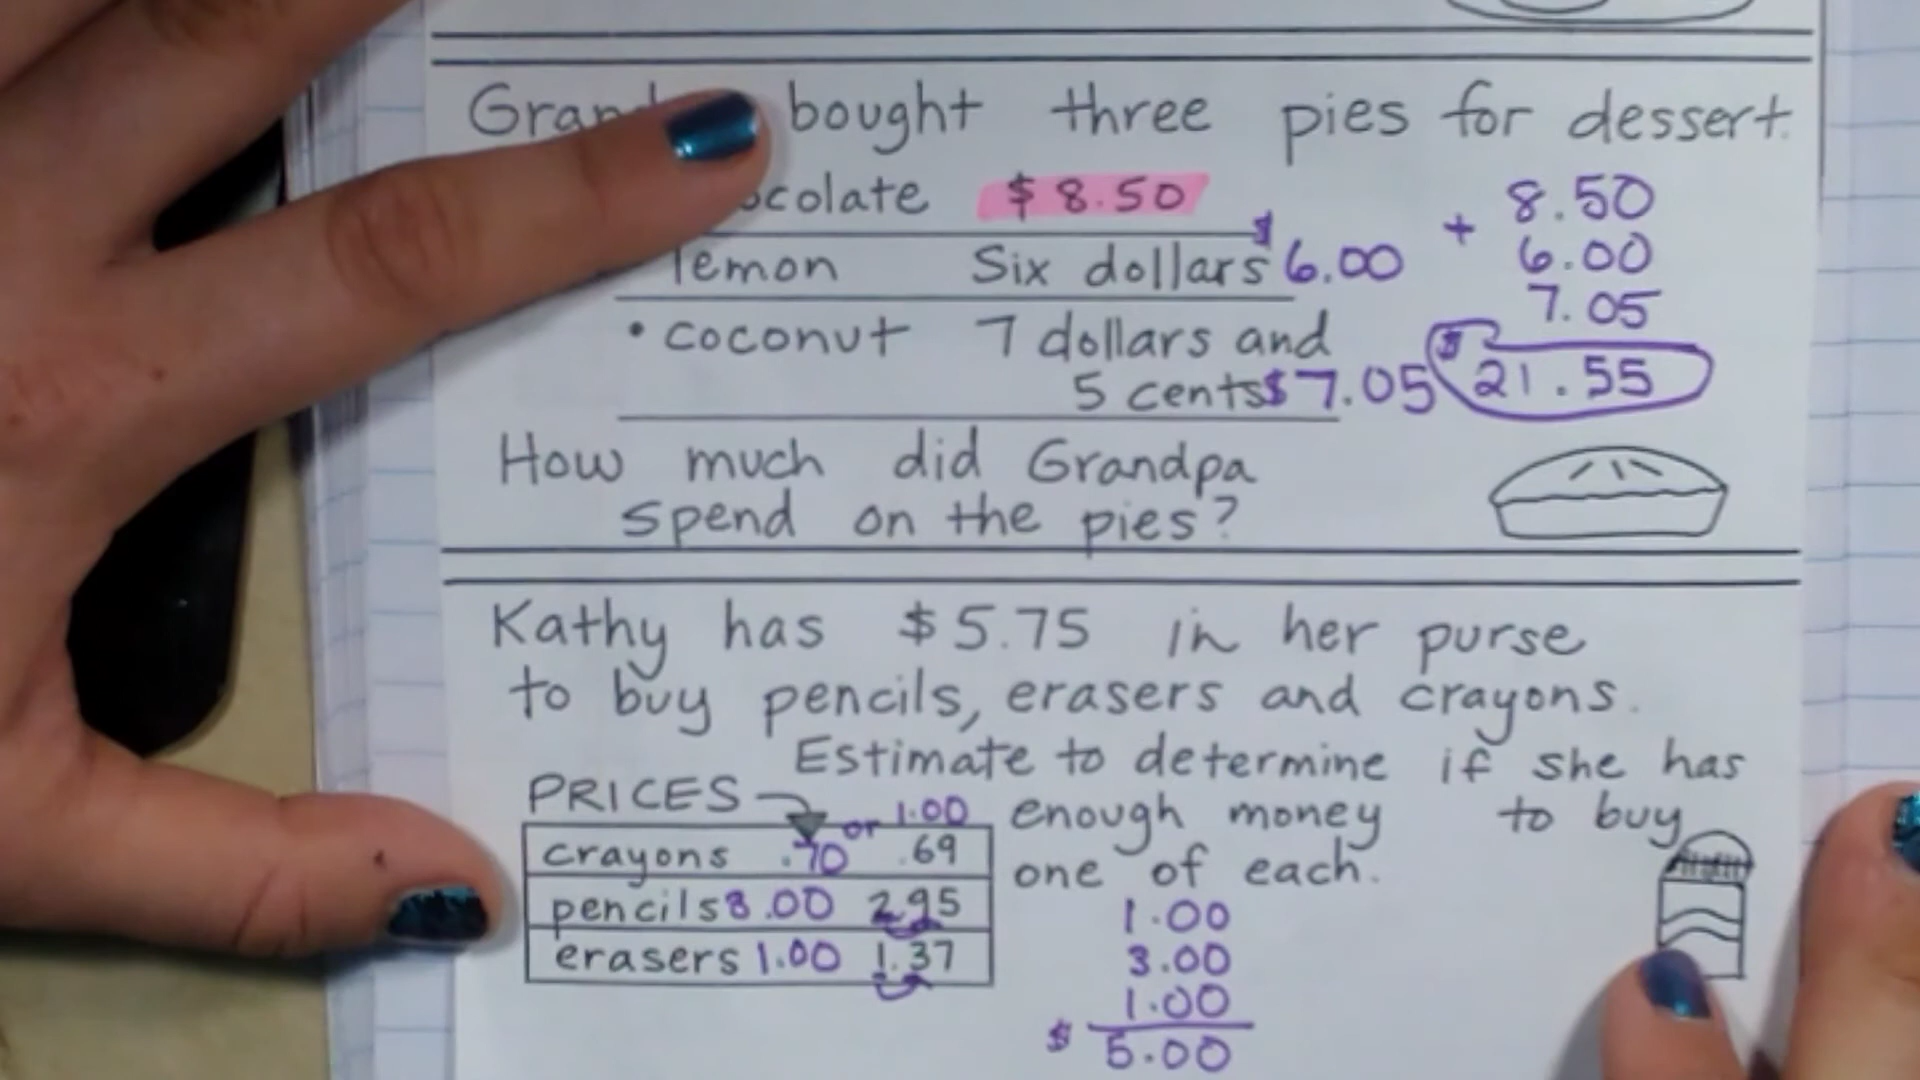 bought three pies for dessert.
$8.50 8.50
lemon Six dollars $6.00 + 6.00
• coconut 7 dollars and 7.05
5 cents $7.05 $21.55
How much did Grandpa
spend on the pies?
Kathy has $5.75 in her purse
to buy pencils, erasers and crayons.
Estimate to determine if she has
PRICES
or 1.00 enough money to buy
crayons .70 .69 one of each.
pencils 3.00 2.95 1.00
erasers 1.00 1.37 3.00
1.00
$ 5.00